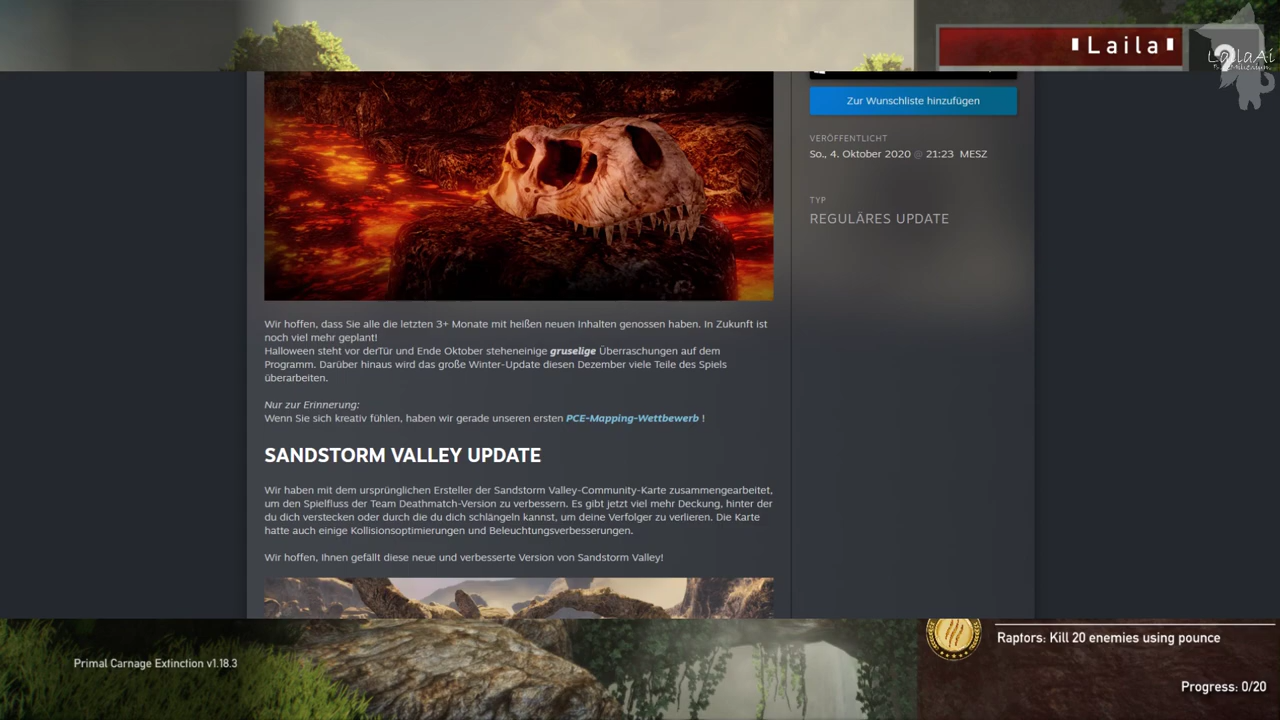 Laila
?
LailaAi
Zur Wunschliste hinzufügen
VERÖFFENTLICHT
So., 4. Oktober 2020 @ 21:23 MESZ
TYP
REGULÄRES UPDATE
Wir hoffen, dass Sie alle die letzten 3+ Monate mit heißen neuen Inhalten genossen haben. In Zukunft ist
noch viel mehr geplant!
Halloween steht vor derTür und Ende Oktober steheneinige gruselige Überraschungen auf dem
Programm. Darüber hinaus wird das große Winter-Update diesen Dezember viele Teile des Spiels
überarbeiten.
Nur zur Erinnerung:
Wenn Sie sich kreativ fühlen, haben wir gerade unseren ersten PCE-Mapping-Wettbewerb !
SANDSTORM VALLEY UPDATE
Wir haben mit dem ursprünglichen Ersteller der Sandstorm Valley-Community-Karte zusammengearbeitet,
um den Spielfluss der Team Deathmatch-Version zu verbessern. Es gibt jetzt viel mehr Deckung, hinter der
du dich verstecken oder durch die du dich schlängeln kannst, um deine Verfolger zu verlieren. Die Karte
hatte auch einige Kollisionsoptimierungen und Beleuchtungsverbesserungen.
Wir hoffen, Ihnen gefällt diese neue und verbesserte Version von Sandstorm Valley!
Raptors: Kill 20 enemies using pounce
Primal Carnage Extinction v1.18.3
Progress: 0/20